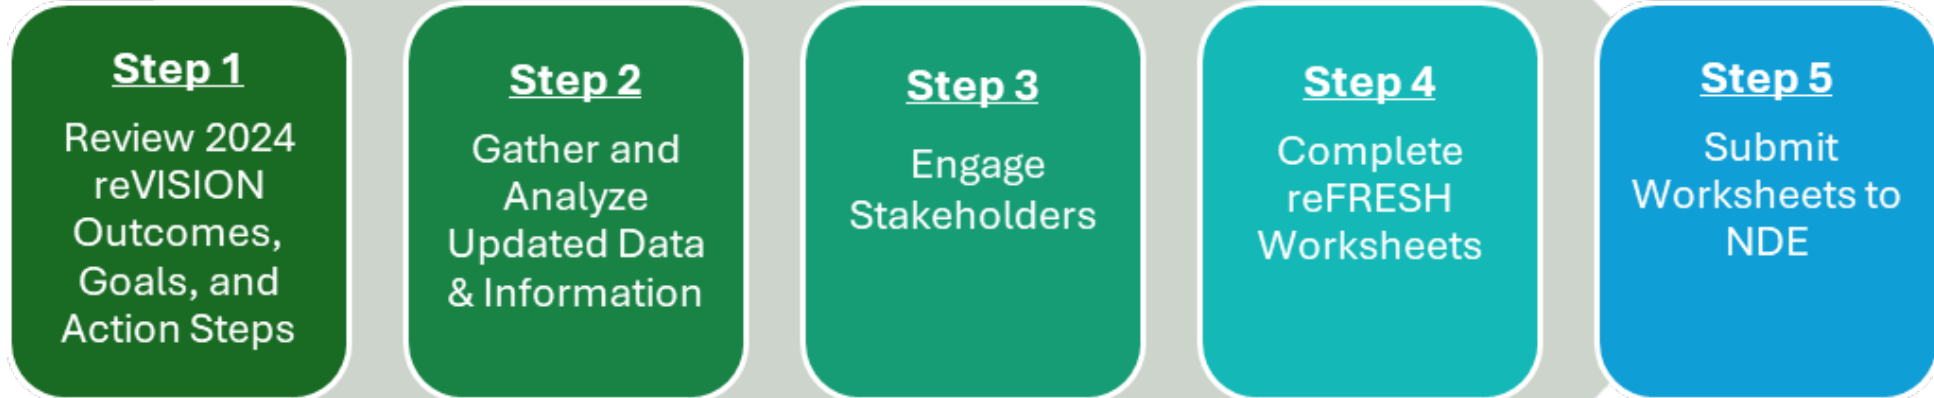 Step 1
Review 2024
reVISION
Outcomes,
Goals, and
Action Steps
Step 2
Gather and
Analyze
Updated Data
& Information
Step 3
Engage
Stakeholders
Step 4
Complete
reFRESH
Worksheets
Step 5
Submit
Worksheets to
NDE